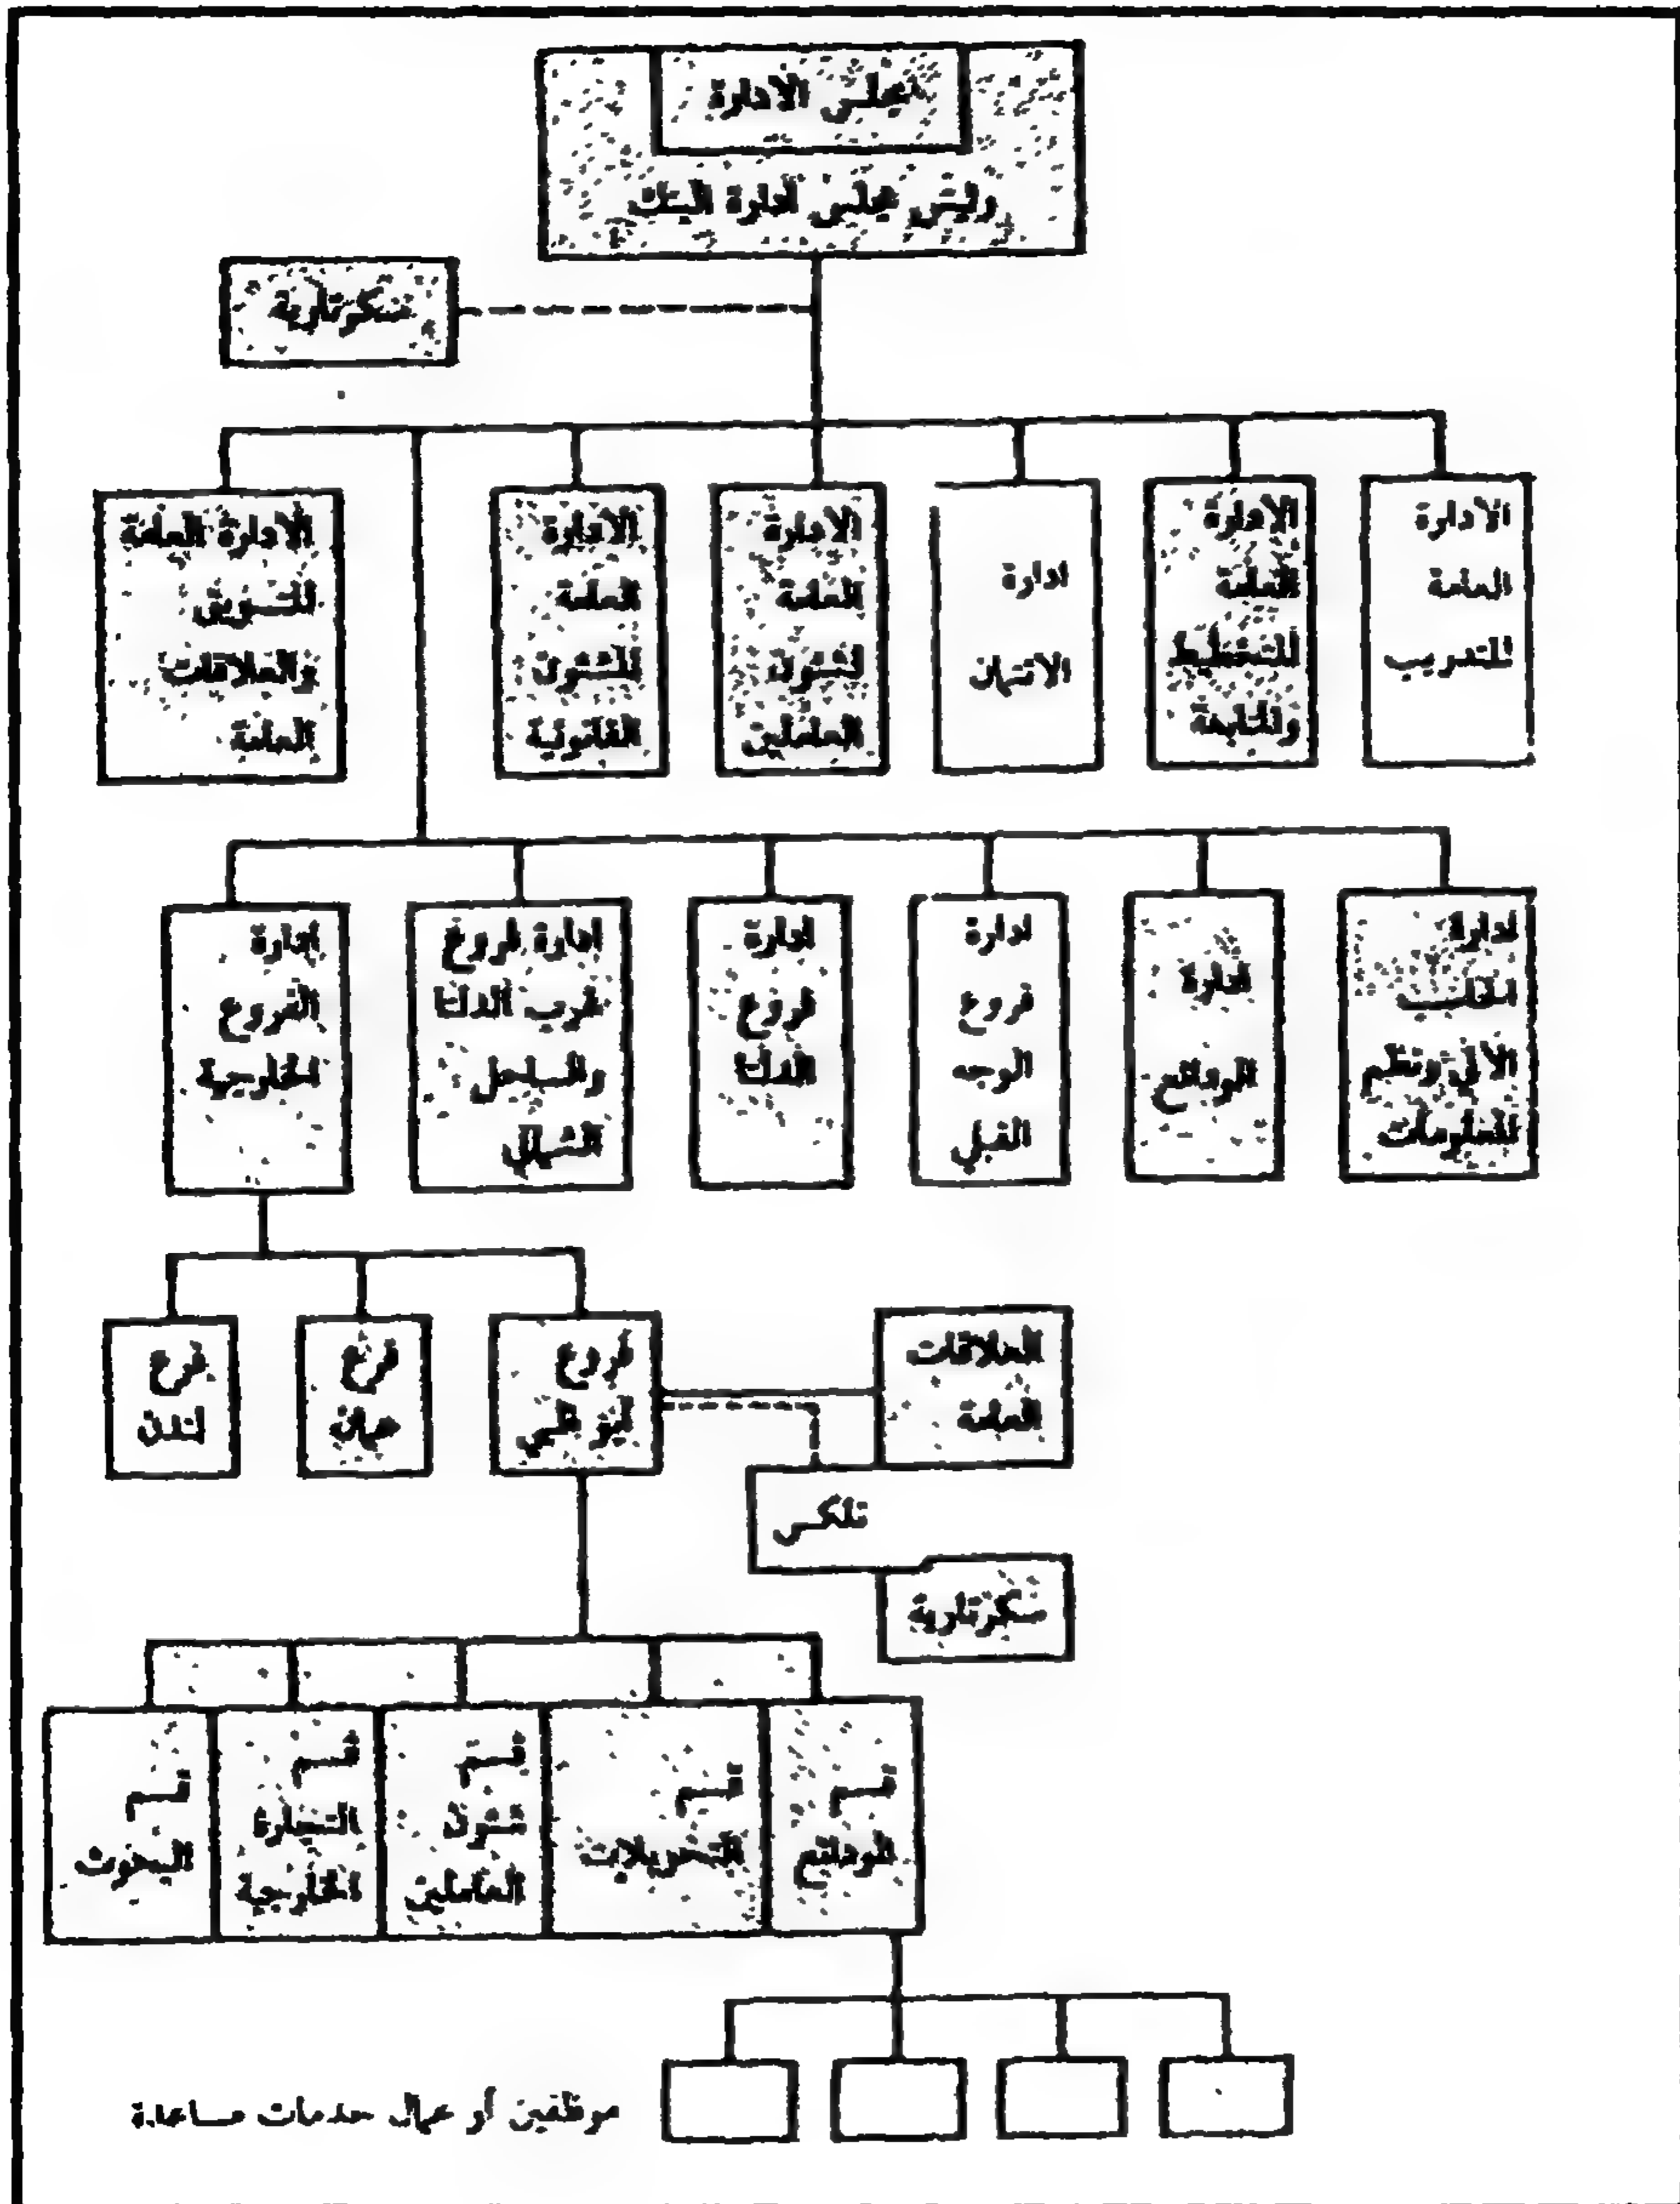 مجلس الادارة
رئيس مجلس ادارة البنك
سكرتارية
الادارة
العامة
للتدريب
الادارة
العامة
للتخطيط
والمتابعة
ادارة
الائتمان
الادارة
العامة
لشئون
العاملين
الادارة
العامة
للشئون
القانونية
الادارة العامة
للتسويق
والعلاقات
العامة
ادارة
الحاسب
الآلي ونظم
المعلومات
ادارة
الودائع
ادارة
فروع
الوجه
القبلي
ادارة
فروع
الدلتا
ادارة فروع
غرب الدلتا
والساحل
الشمالي
ادارة
الفروع
الخارجية
العلاقات
العامة
فروع
ابو ظبي
فرع
عمان
فرع
لندن
تلكس
سكرتارية
قسم
الودائع
قسم
التحويلات
قسم
شئون
العاملين
قسم
التجارة
الخارجية
قسم
البحوث
موظفين أو عمال خدمات مساعدة